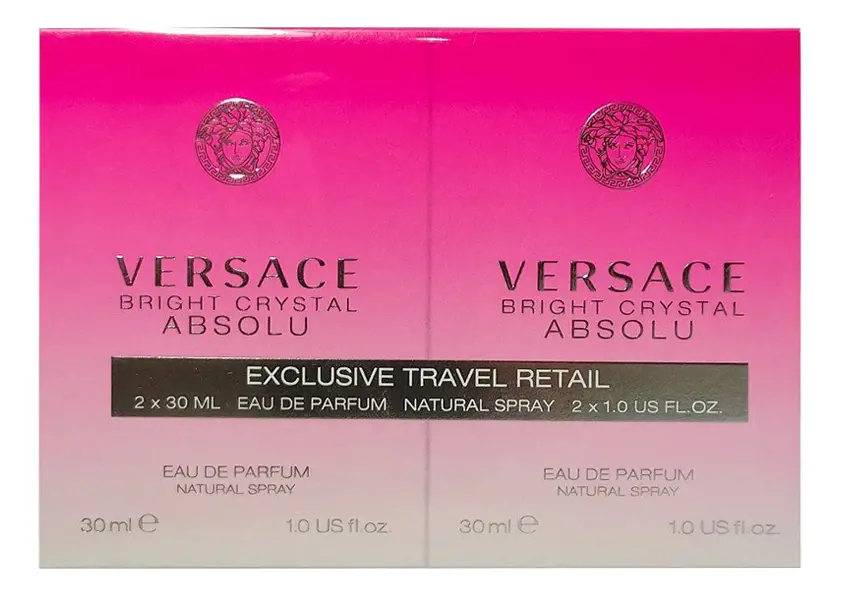 VERSACE
BRIGHT CRYSTAL
ABSOLU
VERSACE
BRIGHT CRYSTAL
ABSOLU
EXCLUSIVE TRAVEL RETAIL
2 x 30 ML EAU DE PARFUM NATURAL SPRAY 2 x 1.0 US FL.OZ.
EAU DE PARFUM
NATURAL SPRAY
30 ml ℮ 1.0 US fl.oz.
EAU DE PARFUM
NATURAL SPRAY
30 ml ℮ 1.0 US fl.oz.